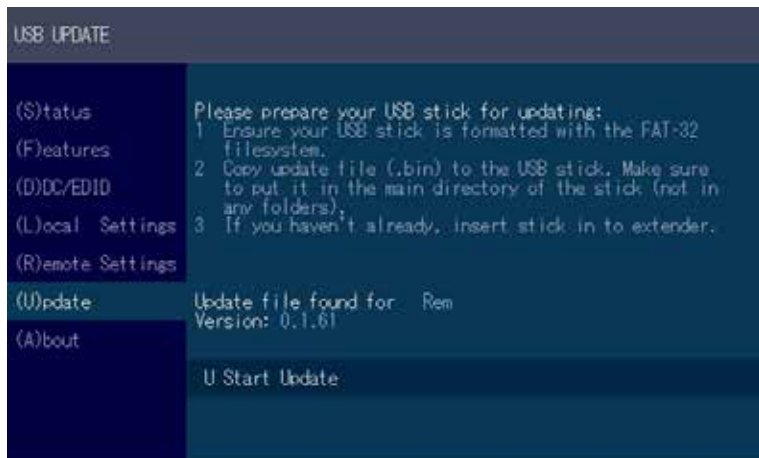 USB UPDATE
(S)tatus
(F)eatures
(D)DC/EDID
(L)ocal Settings
(R)emote Settings
(U)pdate
(A)bout
Please prepare your USB stick for updating:
1 Ensure your USB stick is formatted with the FAT-32
filesystem.
2 Copy update file (.bin) to the USB stick. Make sure
to put it in the main directory of the stick (not in
any folders).
3 If you haven't already, insert stick in to extender.
Update file found for Rem
Version: 0.1.61
U Start Update